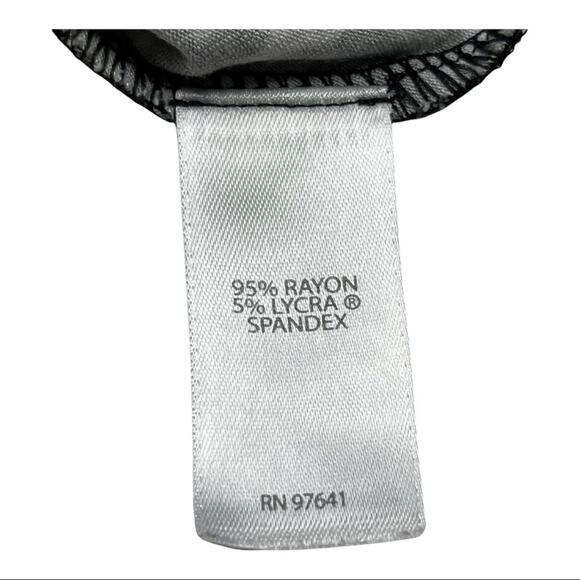 95% RAYON
5% LYCRA ®
SPANDEX
RN 97641